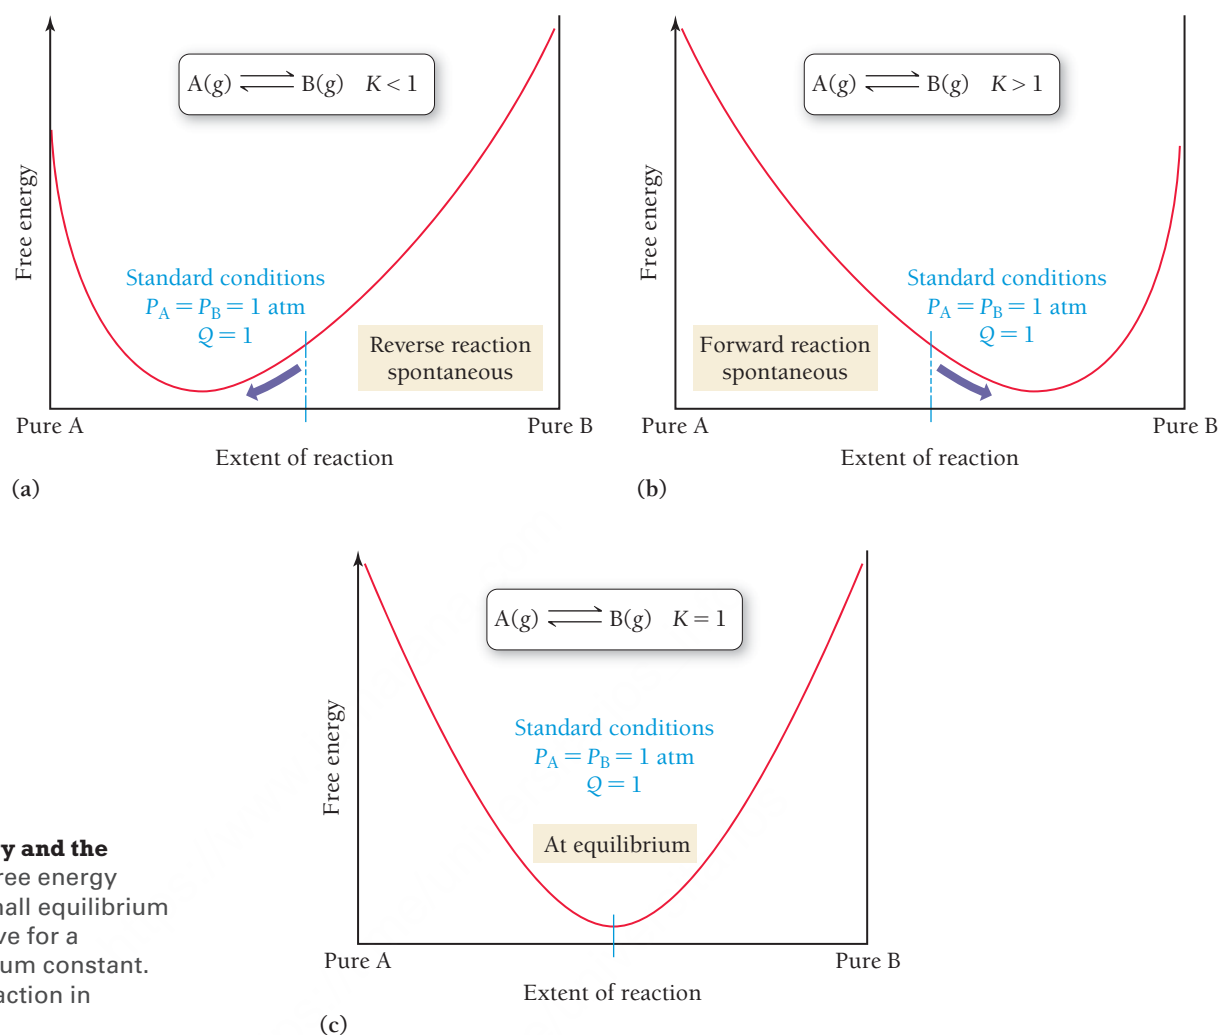 A(g) ⇌ B(g) K < 1
Free energy
Standard conditions
P_A = P_B = 1 atm
Q = 1
Reverse reaction
spontaneous
Pure A
Pure B
Extent of reaction
(a)
A(g) ⇌ B(g) K > 1
Free energy
Standard conditions
P_A = P_B = 1 atm
Q = 1
Forward reaction
spontaneous
Pure A
Pure B
Extent of reaction
(b)
A(g) ⇌ B(g) K = 1
Free energy
Standard conditions
P_A = P_B = 1 atm
Q = 1
At equilibrium
Pure A
Pure B
Extent of reaction
(c)
y and the
ree energy
nall equilibrium
ve for a
um constant.
action in